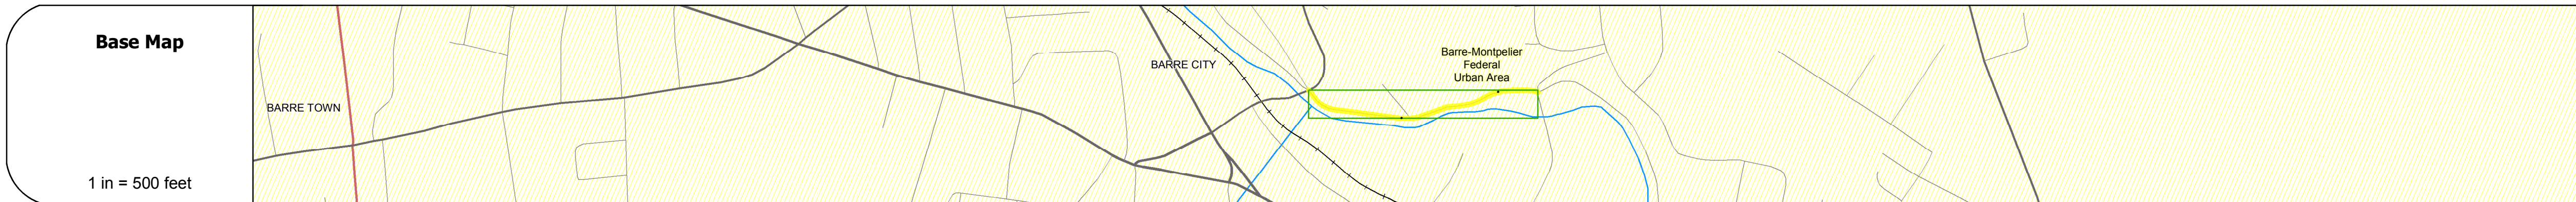 Base Map
1 in = 500 feet
BARRE TOWN
BARRE CITY
Barre-Montpelier
Federal
Urban Area